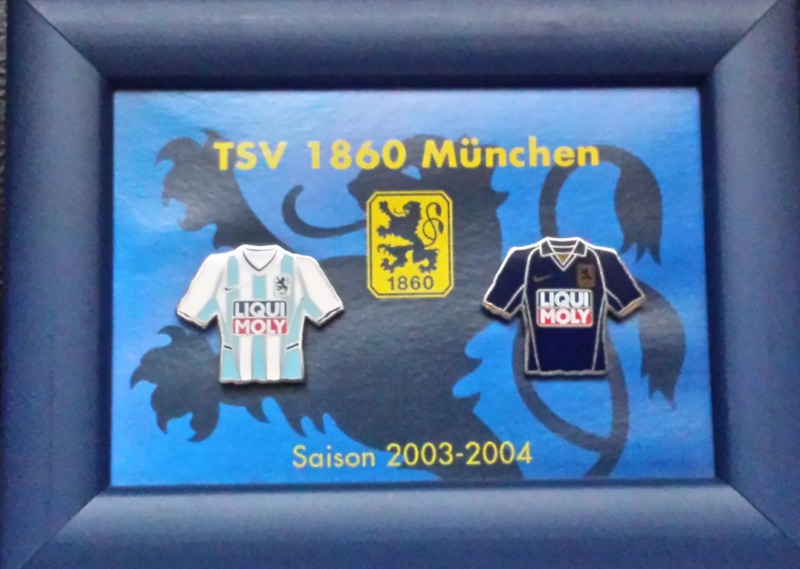 TSV 1860 München
1860
LIQUI
MOLY
LIQUI
MOLY
Saison 2003-2004